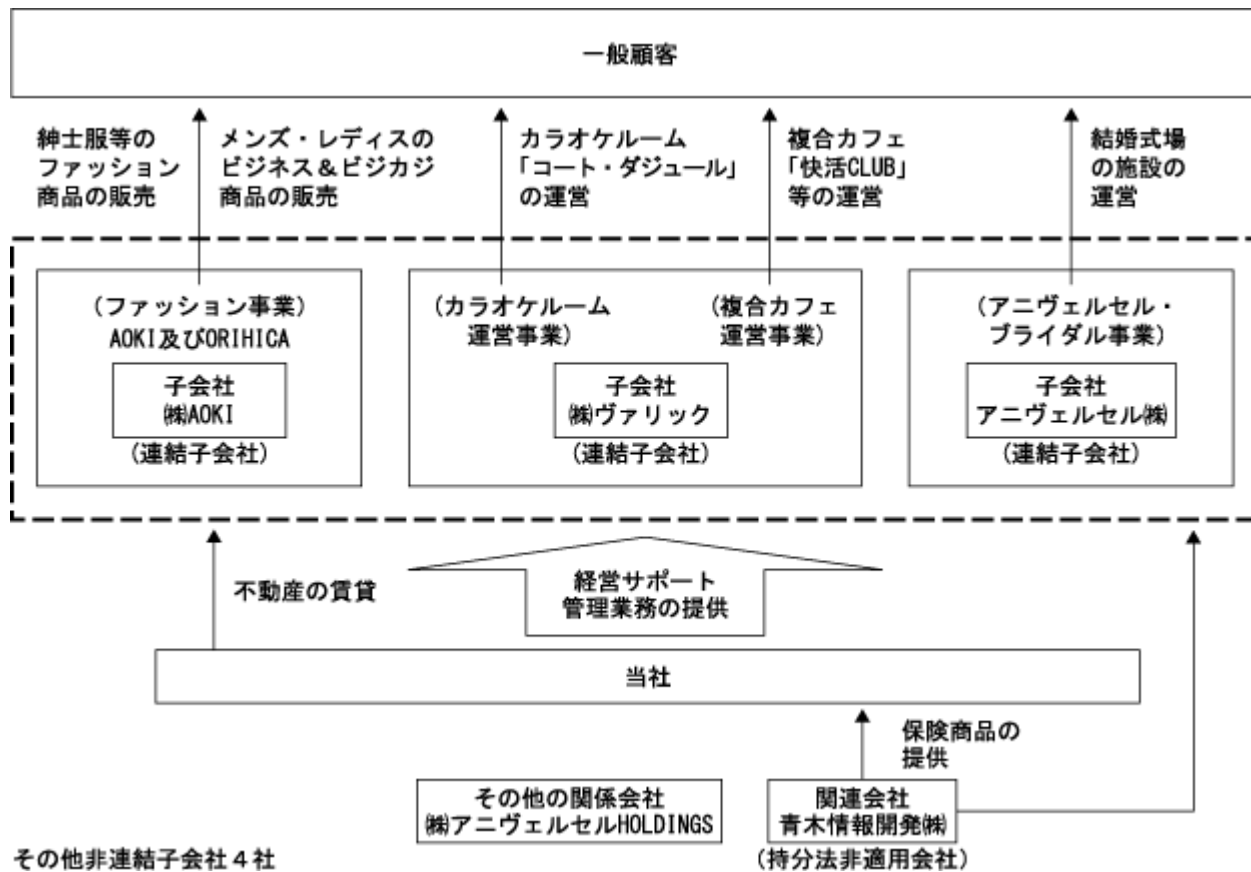 一般顧客
紳士服等の
ファッション
商品の販売
メンズ・レディスの
ビジネス&ビジカジ
商品の販売
カラオケルーム
「コート・ダジュール」
の運営
複合カフェ
「快活CLUB」
等の運営
結婚式場
の施設の
運営
(ファッション事業)
AOKI及びORIHICA
子会社
㈱AOKI
(連結子会社)
(カラオケルーム
運営事業)
(複合カフェ
運営事業)
子会社
㈱ヴァリック
(連結子会社)
(アニヴェルセル・
ブライダル事業)
子会社
アニヴェルセル㈱
(連結子会社)
不動産の賃貸
経営サポート
管理業務の提供
当社
保険商品の
提供
その他の関係会社
㈱アニヴェルセルHOLDINGS
関連会社
青木情報開発㈱
(持分法非適用会社)
その他非連結子会社4社